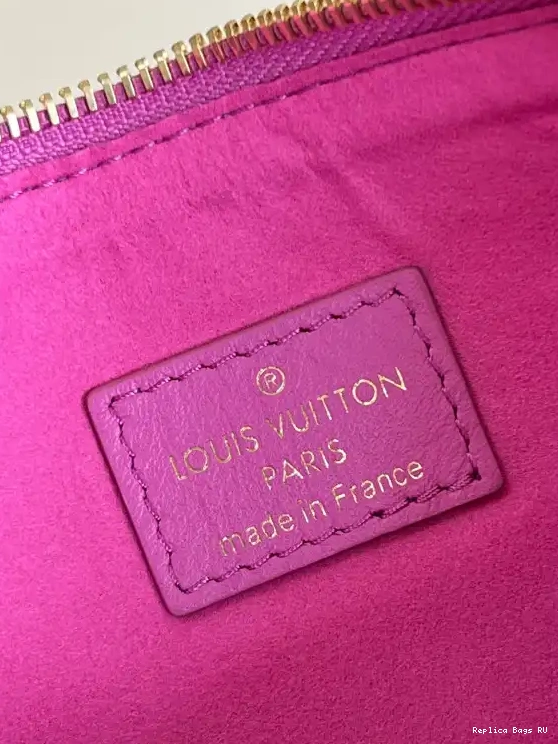 ®
LOUIS VUITTON
PARIS
made in France
Replica Bags RU